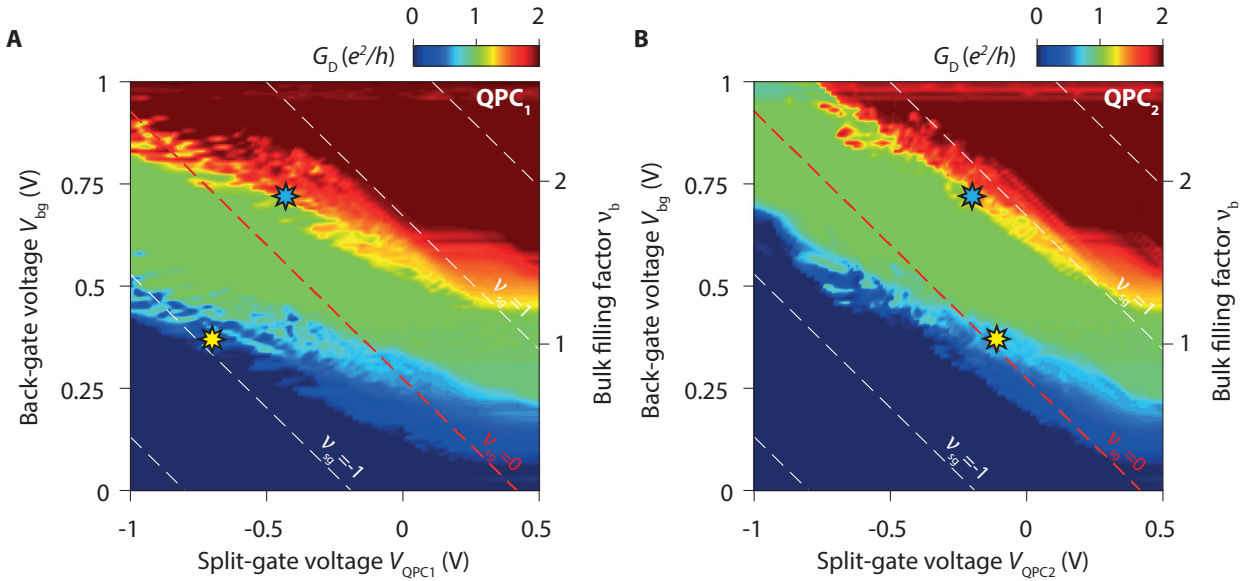 A
G_D (e²/h)
0
1
2
QPC₁
Back-gate voltage V_bg (V)
1
0.75
0.5
0.25
0
ν_sg=1
ν_sg=0
ν_sg=-1
2
1
Bulk filling factor ν_b
-1
-0.5
0
0.5
Split-gate voltage V_QPC1 (V)
B
G_D (e²/h)
0
1
2
QPC₂
Back-gate voltage V_bg (V)
1
0.75
0.5
0.25
0
ν_sg=1
ν_sg=0
ν_sg=-1
2
1
Bulk filling factor ν_b
-1
-0.5
0
0.5
Split-gate voltage V_QPC2 (V)